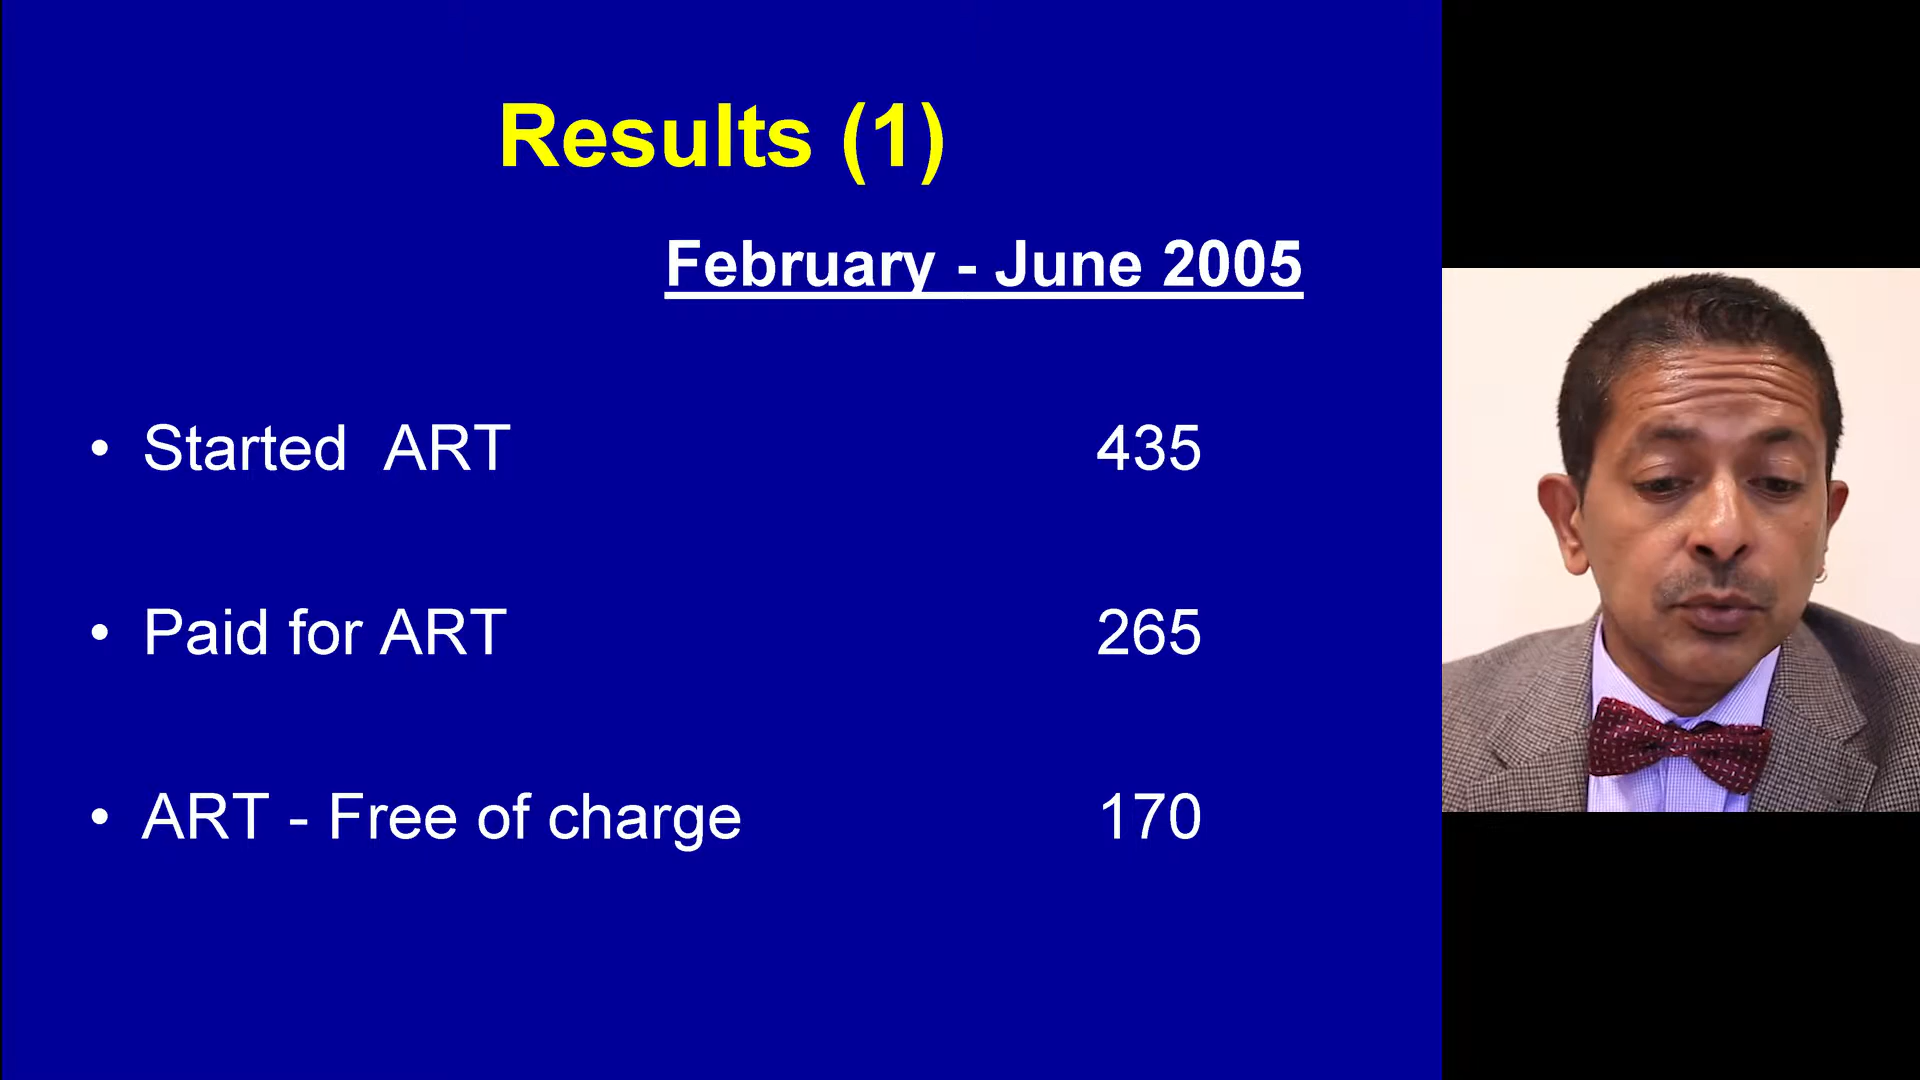 Results (1)
February - June 2005
• Started ART 435
• Paid for ART 265
• ART - Free of charge 170